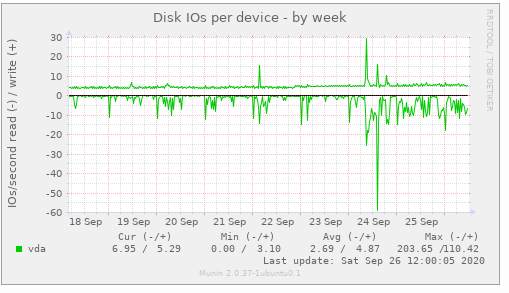 Disk IOs per device - by week
RRDTOOL / TOBI OETIKER
IOs/second read (-) / write (+)
30
20
10
0
-10
-20
-30
-40
-50
-60
18 Sep 19 Sep 20 Sep 21 Sep 22 Sep 23 Sep 24 Sep 25 Sep
Cur (-/+) Min (-/+) Avg (-/+) Max (-/+)
vda 6.95 / 5.29 0.00 / 3.10 2.69 / 4.87 203.65 /110.42
Last update: Sat Sep 26 12:00:05 2020
Munin 2.0.37-1ubuntu0.1